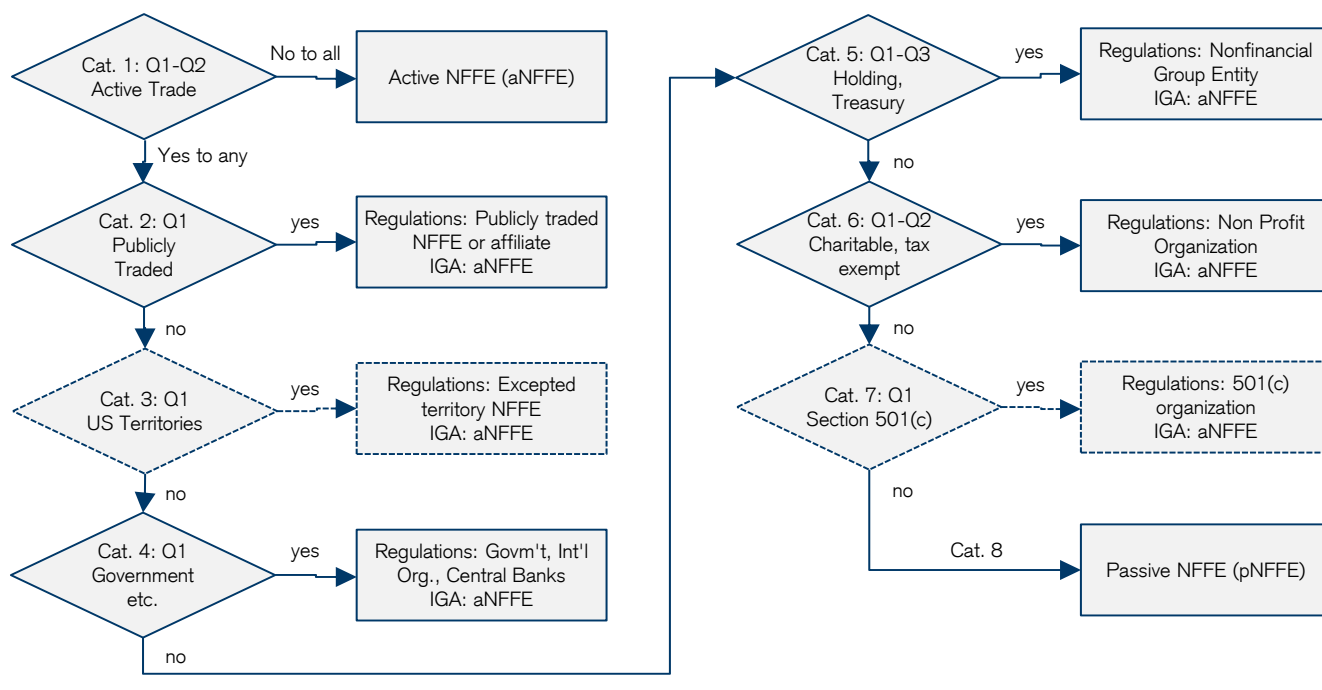 Cat. 1: Q1-Q2
Active Trade
No to all
Active NFFE (aNFFE)
Yes to any
Cat. 2: Q1
Publicly
Traded
yes
Regulations: Publicly traded
NFFE or affiliate
IGA: aNFFE
no
Cat. 3: Q1
US Territories
yes
Regulations: Excepted
territory NFFE
IGA: aNFFE
no
Cat. 4: Q1
Government
etc.
yes
Regulations: Govm't, Int'l
Org., Central Banks
IGA: aNFFE
no
Cat. 5: Q1-Q3
Holding,
Treasury
yes
Regulations: Nonfinancial
Group Entity
IGA: aNFFE
no
Cat. 6: Q1-Q2
Charitable, tax
exempt
yes
Regulations: Non Profit
Organization
IGA: aNFFE
no
Cat. 7: Q1
Section 501(c)
yes
Regulations: 501(c)
organization
IGA: aNFFE
no
Cat. 8
Passive NFFE (pNFFE)